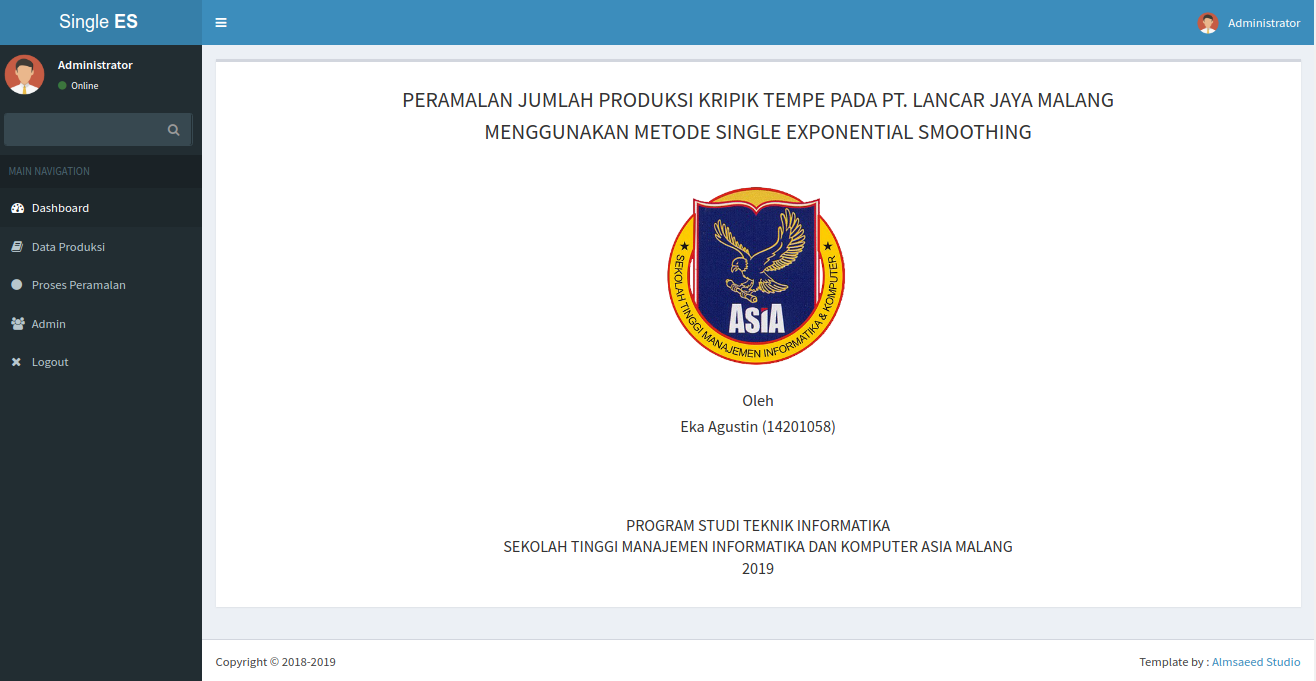 Single ES
Administrator
Administrator
Online
MAIN NAVIGATION
Dashboard
Data Produksi
Proses Peramalan
Admin
Logout
PERAMALAN JUMLAH PRODUKSI KRIPIK TEMPE PADA PT. LANCAR JAYA MALANG
MENGGUNAKAN METODE SINGLE EXPONENTIAL SMOOTHING
ASIA
SEKOLAH TINGGI MANAJEMEN INFORMATIKA & KOMPUTER
Oleh
Eka Agustin (14201058)
PROGRAM STUDI TEKNIK INFORMATIKA
SEKOLAH TINGGI MANAJEMEN INFORMATIKA DAN KOMPUTER ASIA MALANG
2019
Copyright © 2018-2019
Template by : Almsaeed Studio